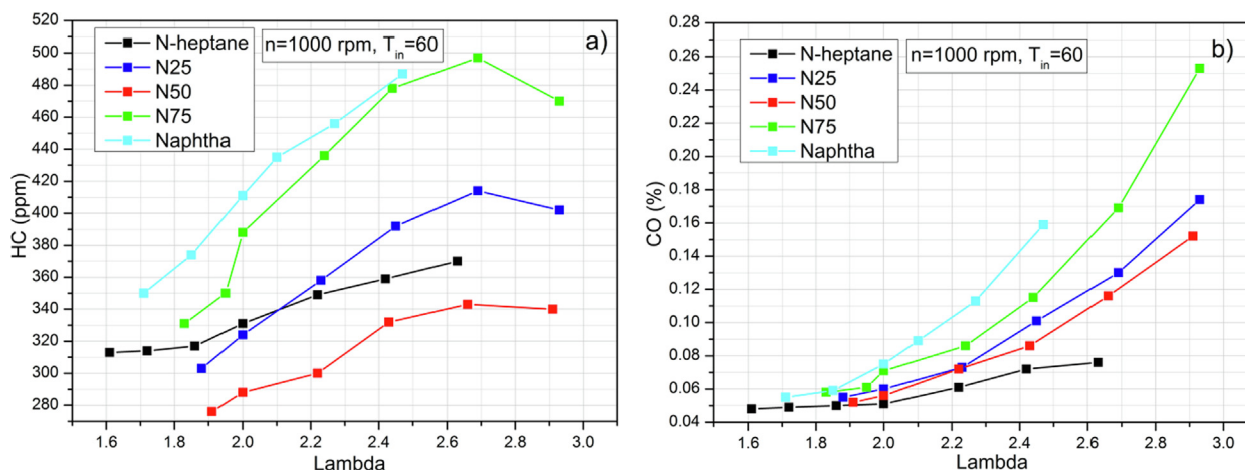 520
500
480
460
440
420
400
380
360
340
320
300
280
HC (ppm)
N-heptane
N25
N50
N75
Naphtha
n=1000 rpm, Tin=60
a)
1.6 1.8 2.0 2.2 2.4 2.6 2.8 3.0
Lambda
0.28
0.26
0.24
0.22
0.20
0.18
0.16
0.14
0.12
0.10
0.08
0.06
0.04
CO (%)
N-heptane
N25
N50
N75
Naphtha
n=1000 rpm, Tin=60
b)
1.6 1.8 2.0 2.2 2.4 2.6 2.8 3.0
Lambda